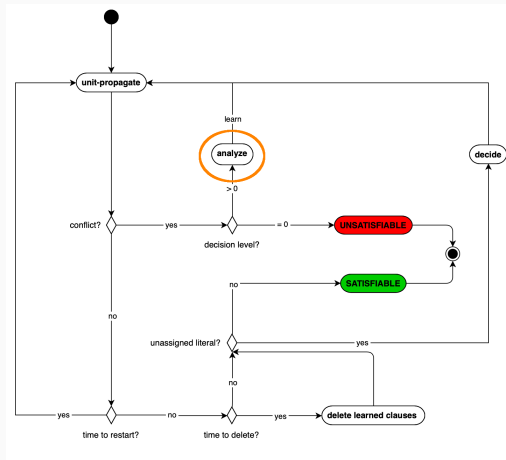 unit-propagate
learn
analyze
decide
> 0
conflict?
yes
= 0
UNSATISFIABLE
decision level?
no
SATISFIABLE
no
unassigned literal?
yes
no
yes
no
yes
delete learned clauses
time to restart?
time to delete?